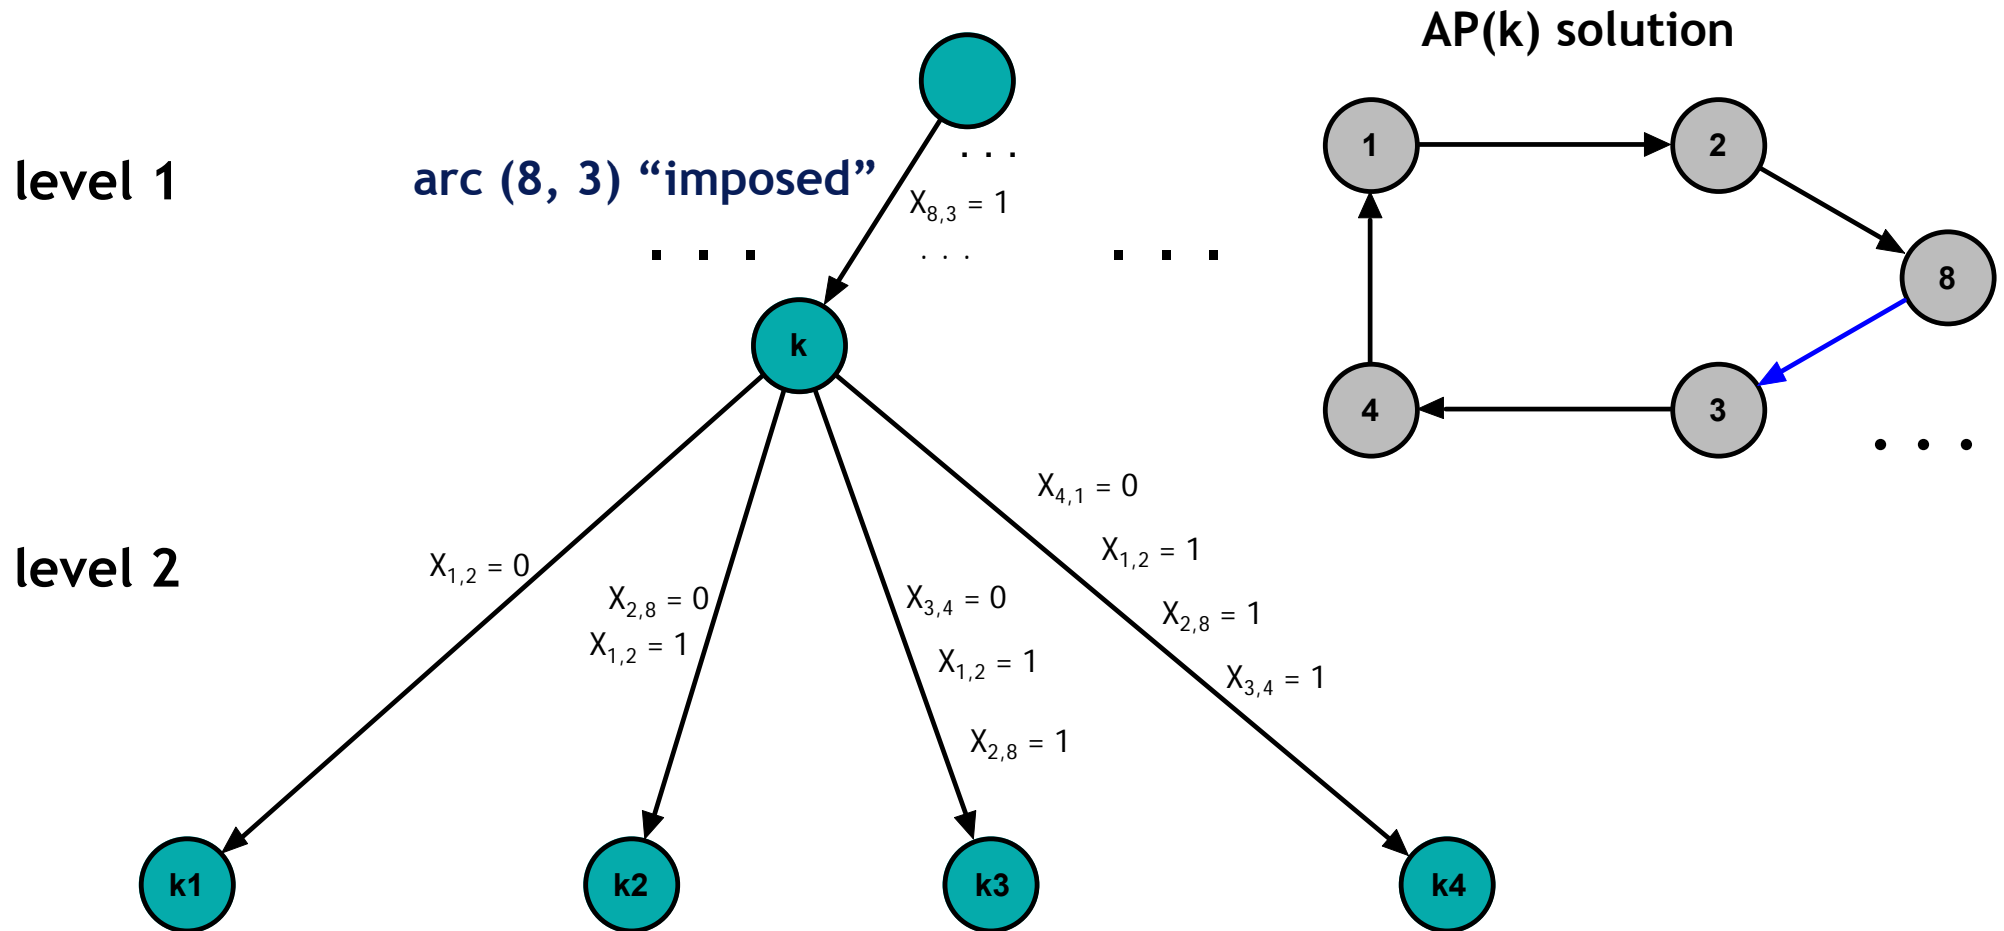 AP(k) solution
level 1
arc (8, 3) “imposed”
. . .
X8,3 = 1
. . .
. . .
. . .
k
1
2
8
3
4
. . .
level 2
X1,2 = 0
X2,8 = 0
X1,2 = 1
X3,4 = 0
X1,2 = 1
X2,8 = 1
X4,1 = 0
X1,2 = 1
X2,8 = 1
X3,4 = 1
k1
k2
k3
k4